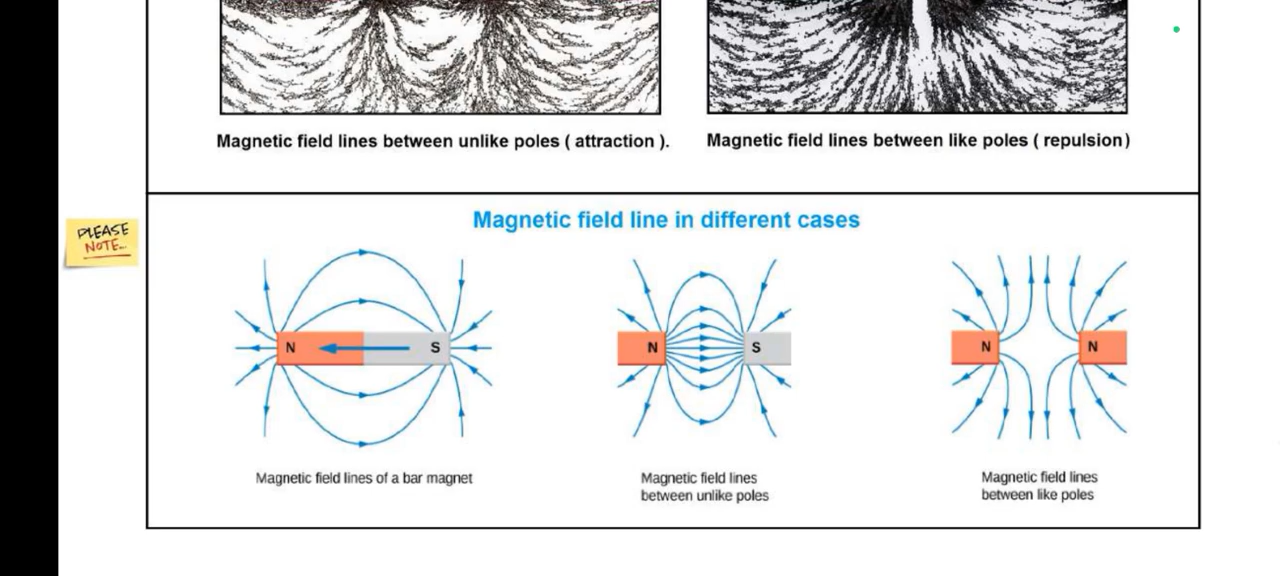 Magnetic field lines between unlike poles ( attraction ).
Magnetic field lines between like poles ( repulsion)
PLEASE
NOTE
Magnetic field line in different cases
N
S
N
S
N
N
Magnetic field lines of a bar magnet
Magnetic field lines
between unlike poles
Magnetic field lines
between like poles